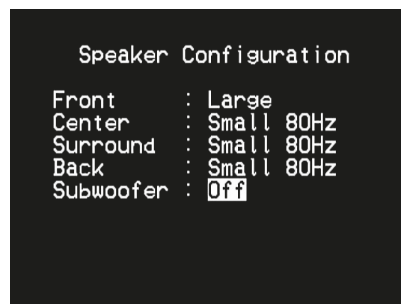 Speaker Configuration
Front : Large
Center : Small 80Hz
Surround : Small 80Hz
Back : Small 80Hz
Subwoofer : Off